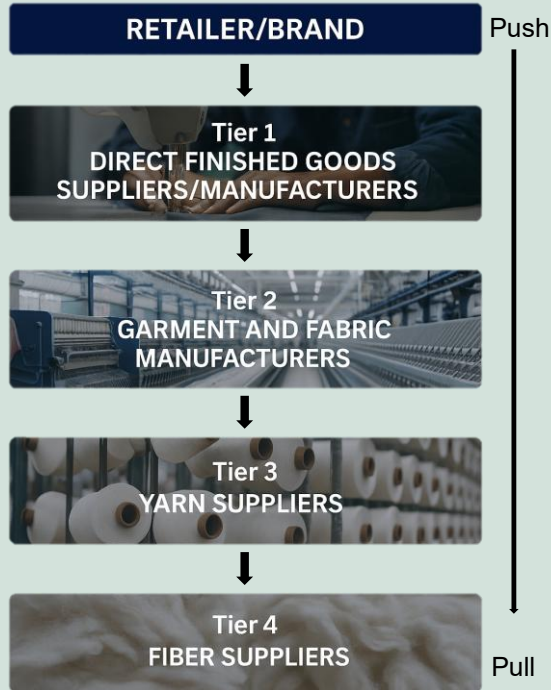 RETAILER/BRAND
Push
Tier 1
DIRECT FINISHED GOODS
SUPPLIERS/MANUFACTURERS
Tier 2
GARMENT AND FABRIC
MANUFACTURERS
Tier 3
YARN SUPPLIERS
Tier 4
FIBER SUPPLIERS
Pull